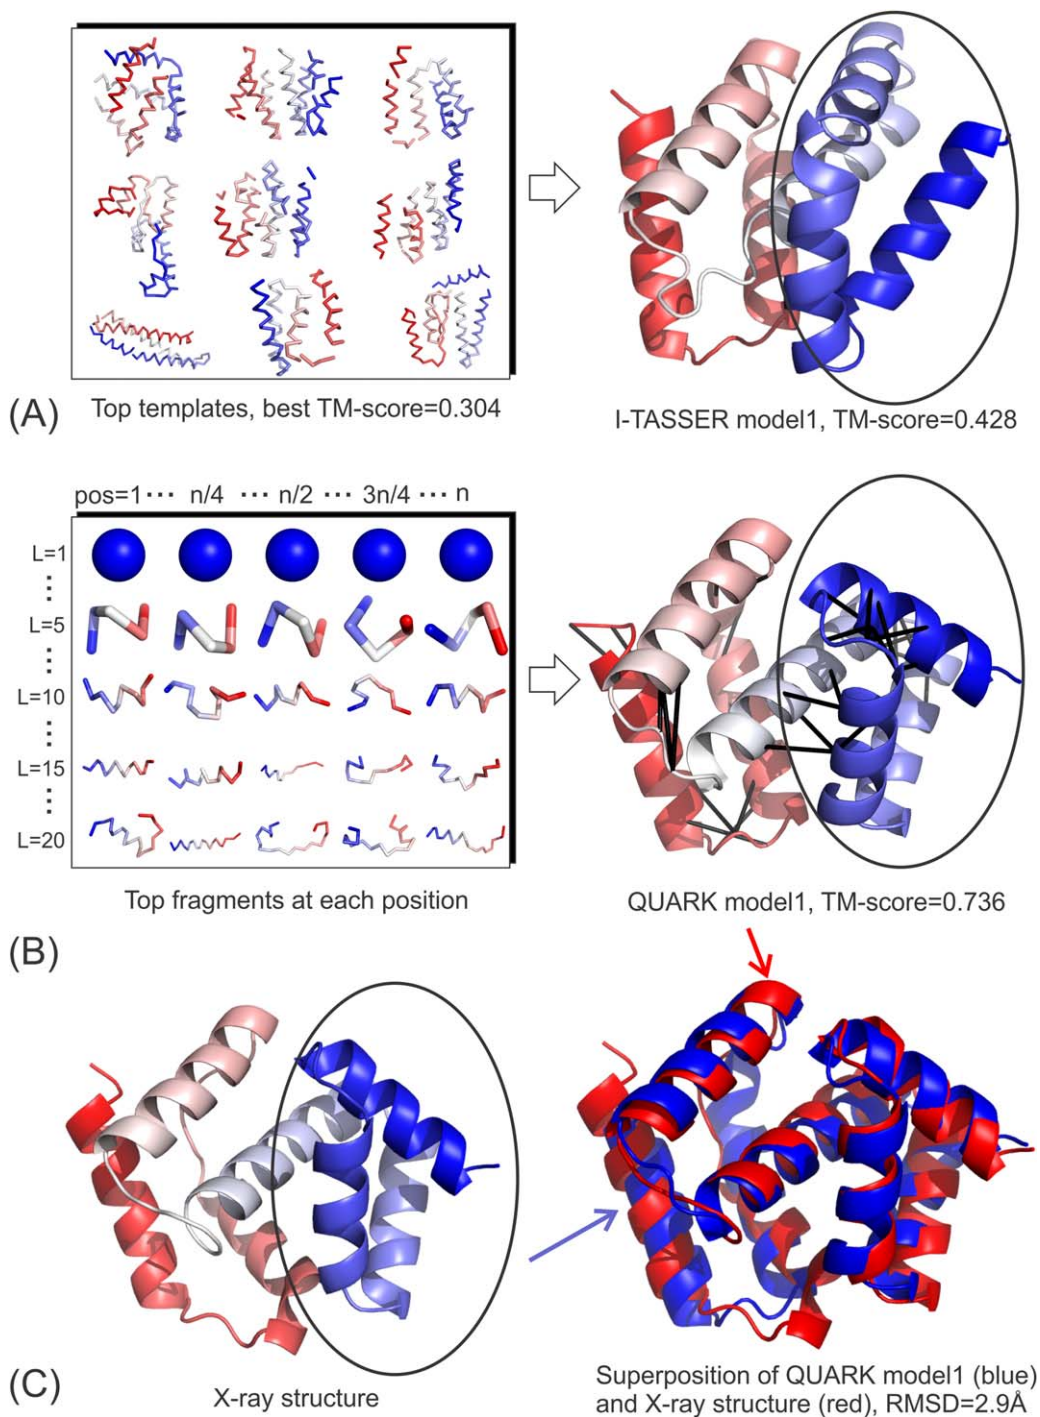 (A)
Top templates, best TM-score=0.304
I-TASSER model1, TM-score=0.428
pos=1 ··· n/4 ··· n/2 ··· 3n/4 ··· n
L=1
L=5
L=10
L=15
L=20
Top fragments at each position
QUARK model1, TM-score=0.736
(B)
(C)
X-ray structure
Superposition of QUARK model1 (blue)
and X-ray structure (red), RMSD=2.9Å